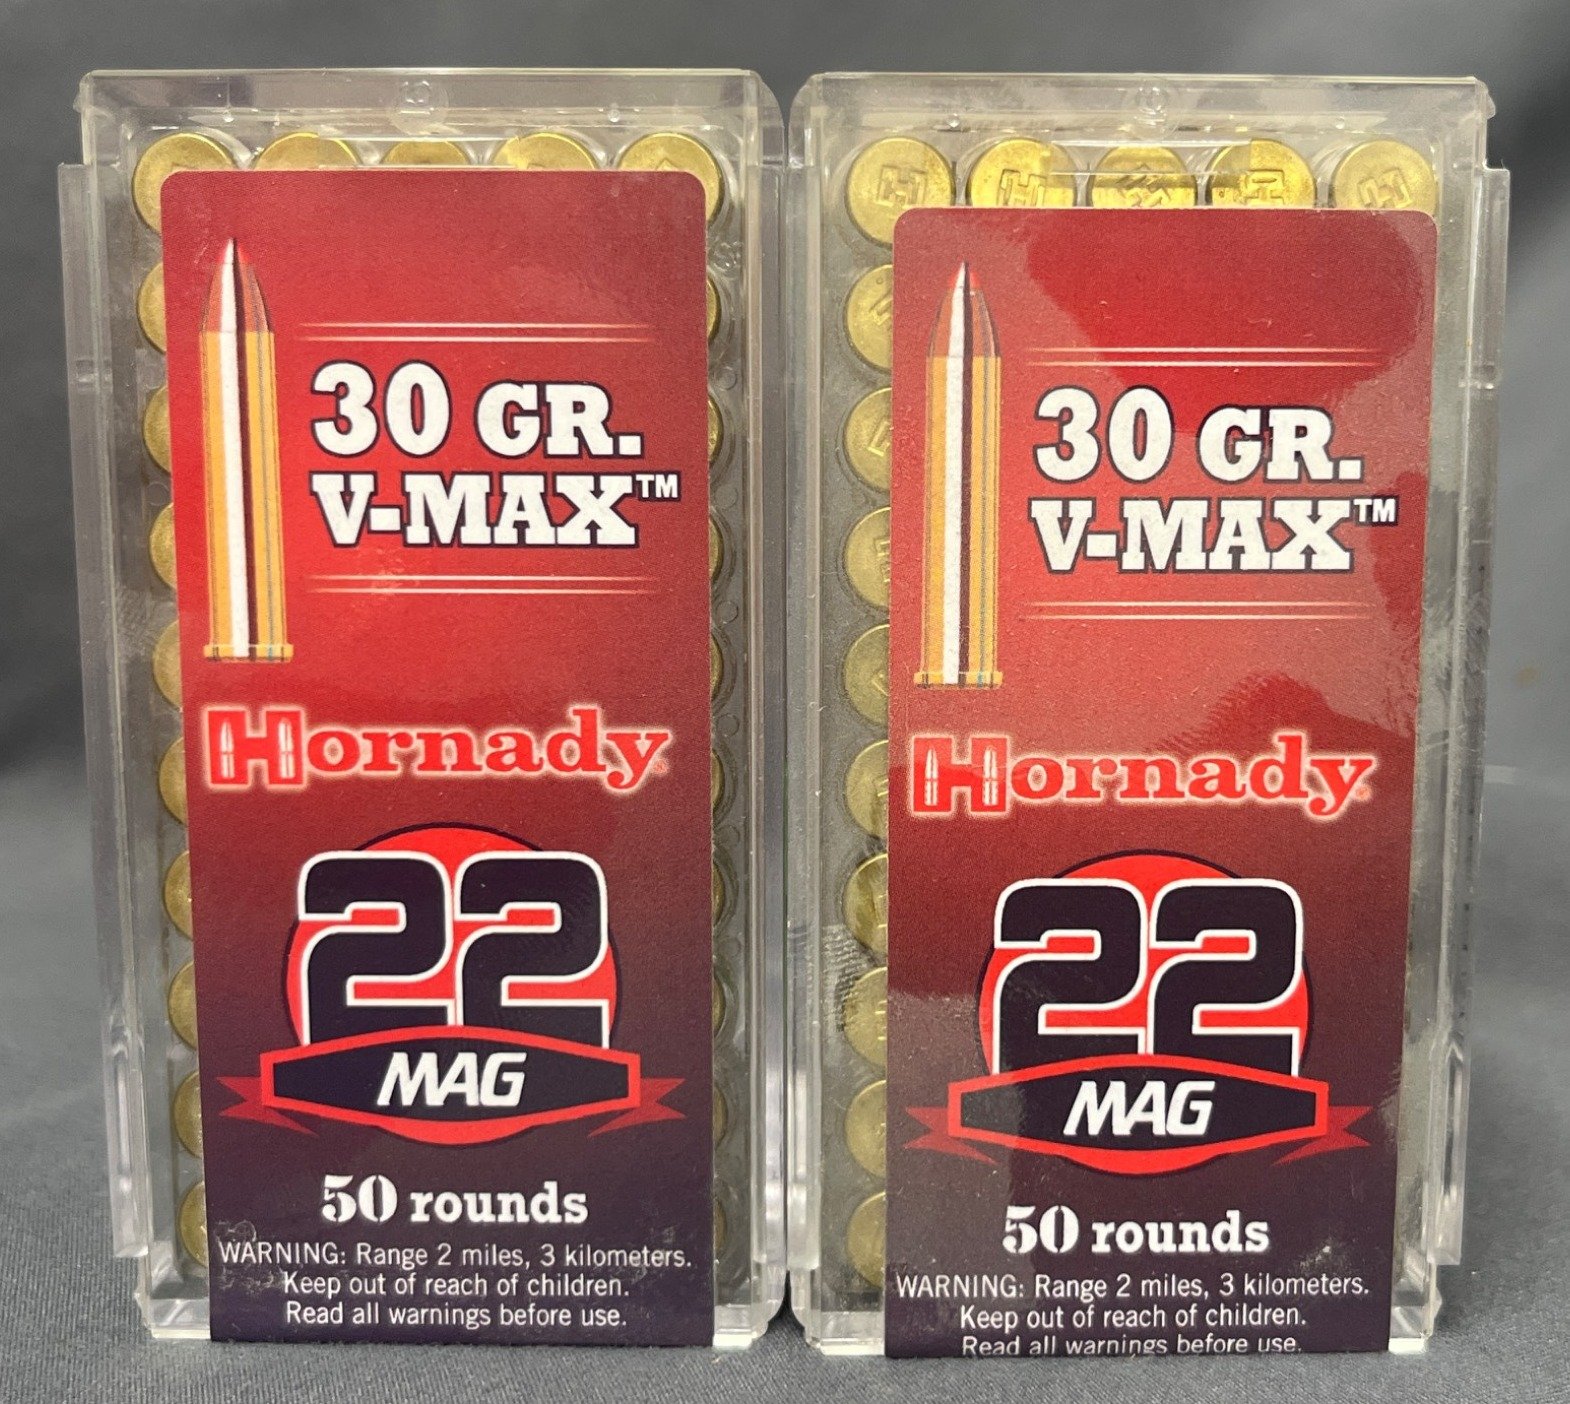 30 GR.
V-MAX™
Hornady
22
MAG
50 rounds
WARNING: Range 2 miles, 3 kilometers.
Keep out of reach of children.
Read all warnings before use.
H H H H H
30 GR.
V-MAX™
Hornady
22
MAG
50 rounds
WARNING: Range 2 miles, 3 kilometers.
Keep out of reach of children.
Read all warnings before use.